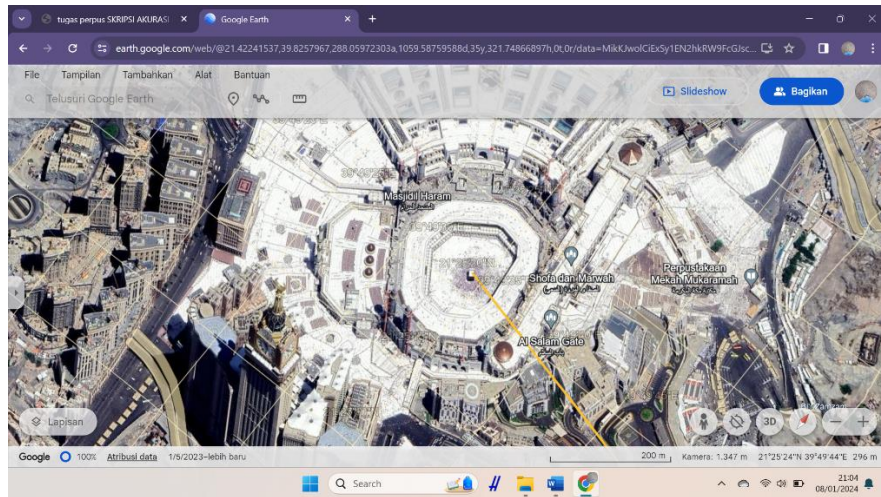 tugas perpus SKRIPSI AKURASI
Google Earth
earth.google.com/web/@21.42241537,39.8257967,288.05972303a,1059.58759588d,35y,321.74866897h,0t,0r/data=MikKJwolCiExSy1EN2hkRW9FcGJsc...
File Tampilan Tambahkan Alat Bantuan
Telusuri Google Earth
Slideshow
Bagikan
Masjidil Haram
Shofa dan Marwah
Perpustakaan
Mekah Mukaramah
Al Salam Gate
Lapisan
3D
Google 100% Atribusi data 1/5/2023–lebih baru
200 m Kamera: 1.347 m 21°25'24"N 39°49'44"E 296 m
Search
21:04
08/01/2024